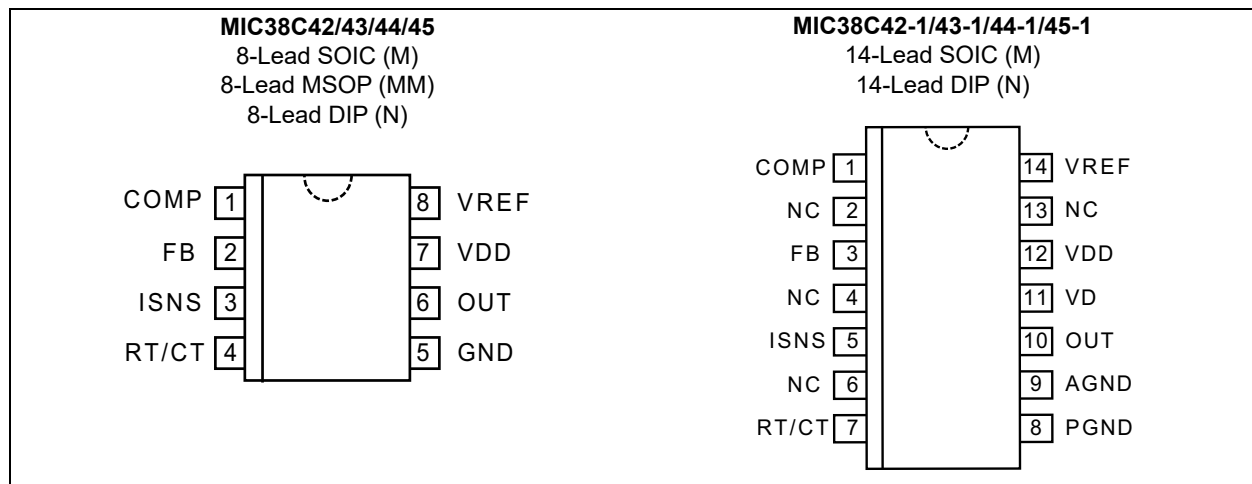 MIC38C42/43/44/45
8-Lead SOIC (M)
8-Lead MSOP (MM)
8-Lead DIP (N)
COMP 1
8 VREF
FB 2
7 VDD
ISNS 3
6 OUT
RT/CT 4
5 GND
MIC38C42-1/43-1/44-1/45-1
14-Lead SOIC (M)
14-Lead DIP (N)
COMP 1
14 VREF
NC 2
13 NC
FB 3
12 VDD
NC 4
11 VD
ISNS 5
10 OUT
NC 6
9 AGND
RT/CT 7
8 PGND